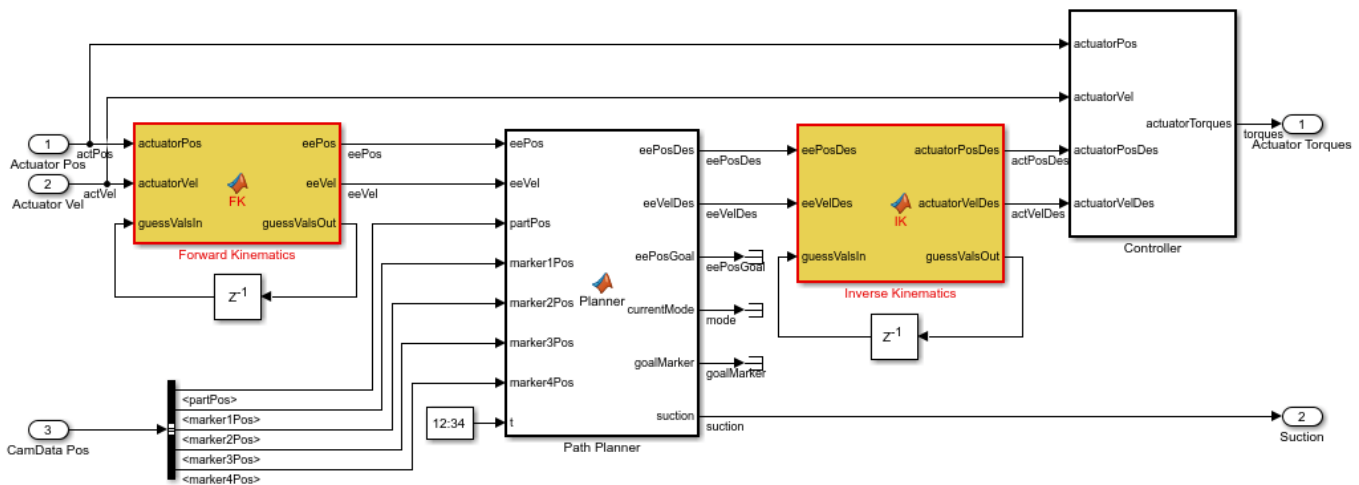 actuatorPos
actuatorVel
actuatorTorques
actuatorPosDes
actuatorVelDes
Controller
torques
1
Actuator Torques
1
Actuator Pos
actPos
2
Actuator Vel
actVel
actuatorPos
actuatorVel
guessValsIn
FK
eePos
eeVel
guessValsOut
Forward Kinematics
eePos
eeVel
Z-1
eePos
eeVel
partPos
marker1Pos
marker2Pos
marker3Pos
marker4Pos
t
Planner
eePosDes
eeVelDes
eePosGoal
currentMode
goalMarker
suction
Path Planner
12:34
eePosDes
eeVelDes
eePosGoal
mode
goalMarker
suction
eePosDes
eeVelDes
guessValsIn
IK
actuatorPosDes
actuatorVelDes
guessValsOut
Inverse Kinematics
actPosDes
actVelDes
Z-1
3
CamData Pos
<partPos>
<marker1Pos>
<marker2Pos>
<marker3Pos>
<marker4Pos>
2
Suction